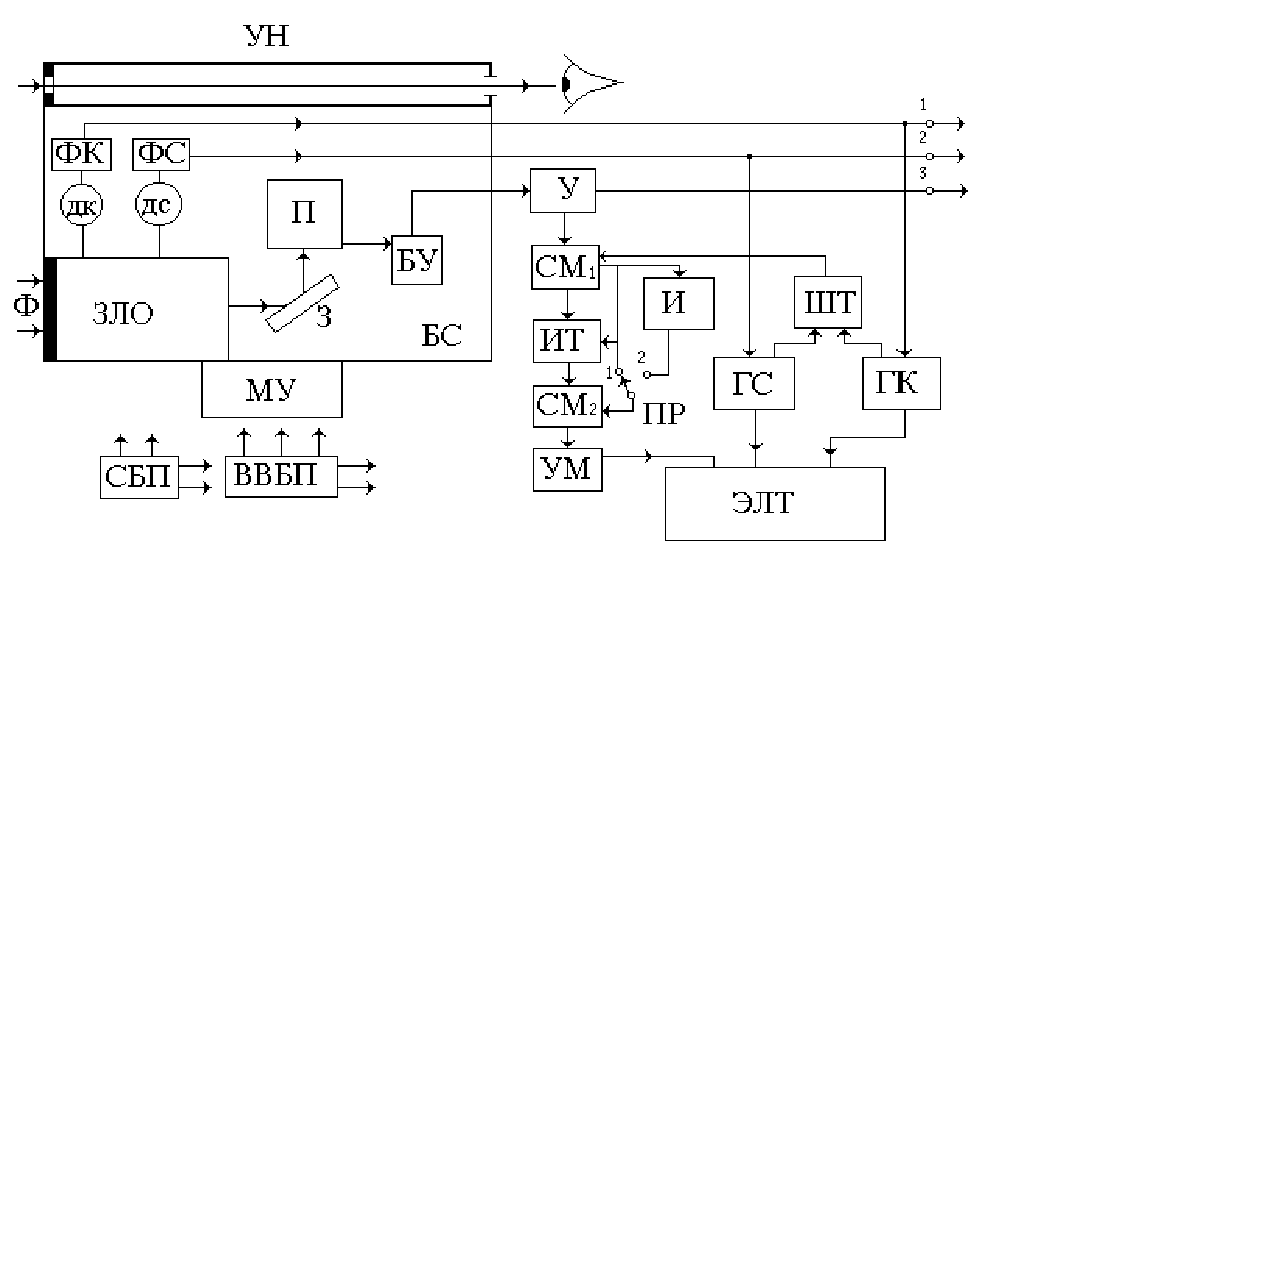 УН
1
ФК
ФС
2
3
дк
дс
П
У
БУ
СМ1
Ф
ЗЛО
З
И
ШТ
БС
ИТ
2
1
МУ
ГС
ГК
СМ2
ПР
СБП
ВВБП
УМ
ЭЛТ